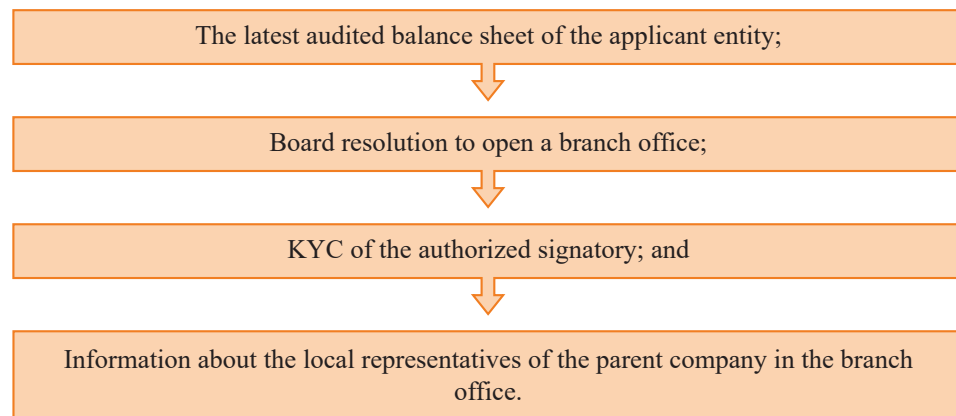 The latest audited balance sheet of the applicant entity;
Board resolution to open a branch office;
KYC of the authorized signatory; and
Information about the local representatives of the parent company in the branch
office.